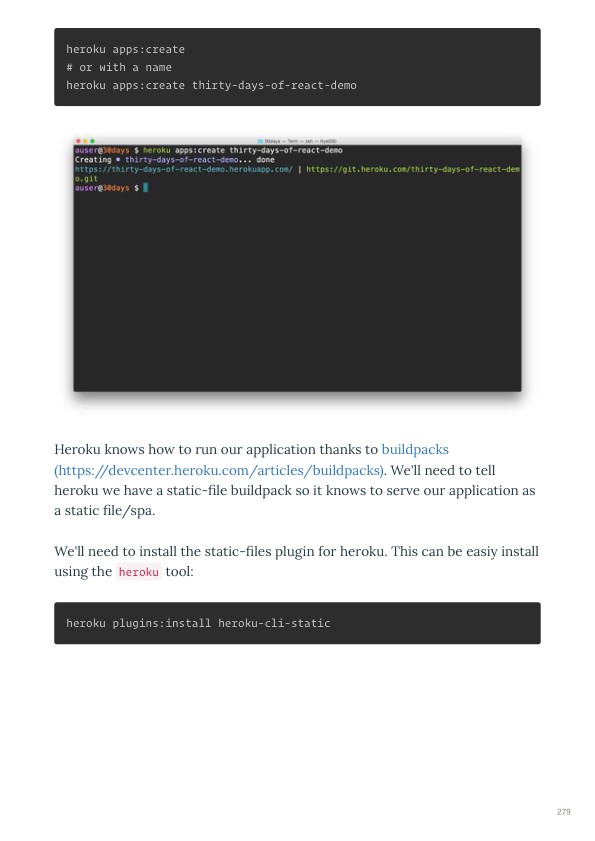 heroku apps:create
# or with a name
heroku apps:create thirty-days-of-react-demo
auser@30days $ heroku apps:create thirty-days-of-react-demo
Creating ⬢ thirty-days-of-react-demo... done
https://thirty-days-of-react-demo.herokuapp.com/ | https://git.heroku.com/thirty-days-of-react-dem
o.git
auser@30days $
Heroku knows how to run our application thanks to buildpacks
(https://devcenter.heroku.com/articles/buildpacks). We'll need to tell
heroku we have a static-file buildpack so it knows to serve our application as
a static file/spa.
We'll need to install the static-files plugin for heroku. This can be easiy install
using the heroku tool:
heroku plugins:install heroku-cli-static
279